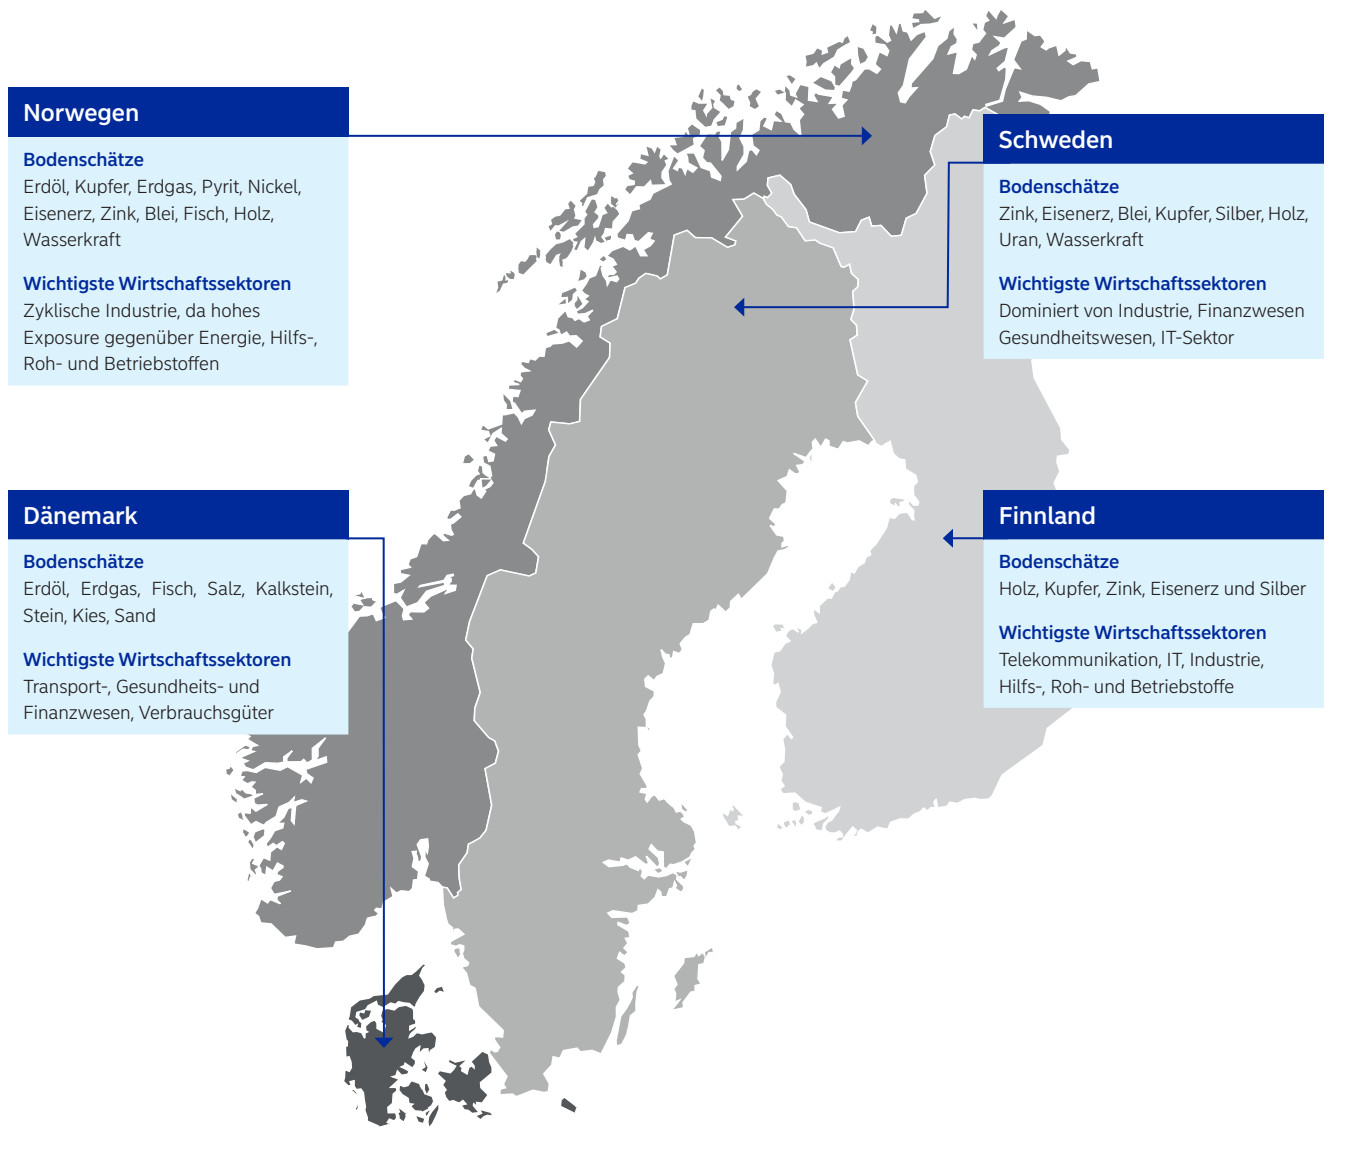 Norwegen
Bodenschätze
Erdöl, Kupfer, Erdgas, Pyrit, Nickel,
Eisenerz, Zink, Blei, Fisch, Holz,
Wasserkraft
Wichtigste Wirtschaftssektoren
Zyklische Industrie, da hohes
Exposure gegenüber Energie, Hilfs-,
Roh- und Betriebstoffen
Schweden
Bodenschätze
Zink, Eisenerz, Blei, Kupfer, Silber, Holz,
Uran, Wasserkraft
Wichtigste Wirtschaftssektoren
Dominiert von Industrie, Finanzwesen
Gesundheitswesen, IT-Sektor
Dänemark
Bodenschätze
Erdöl, Erdgas, Fisch, Salz, Kalkstein,
Stein, Kies, Sand
Wichtigste Wirtschaftssektoren
Transport-, Gesundheits- und
Finanzwesen, Verbrauchsgüter
Finnland
Bodenschätze
Holz, Kupfer, Zink, Eisenerz und Silber
Wichtigste Wirtschaftssektoren
Telekommunikation, IT, Industrie,
Hilfs-, Roh- und Betriebstoffe